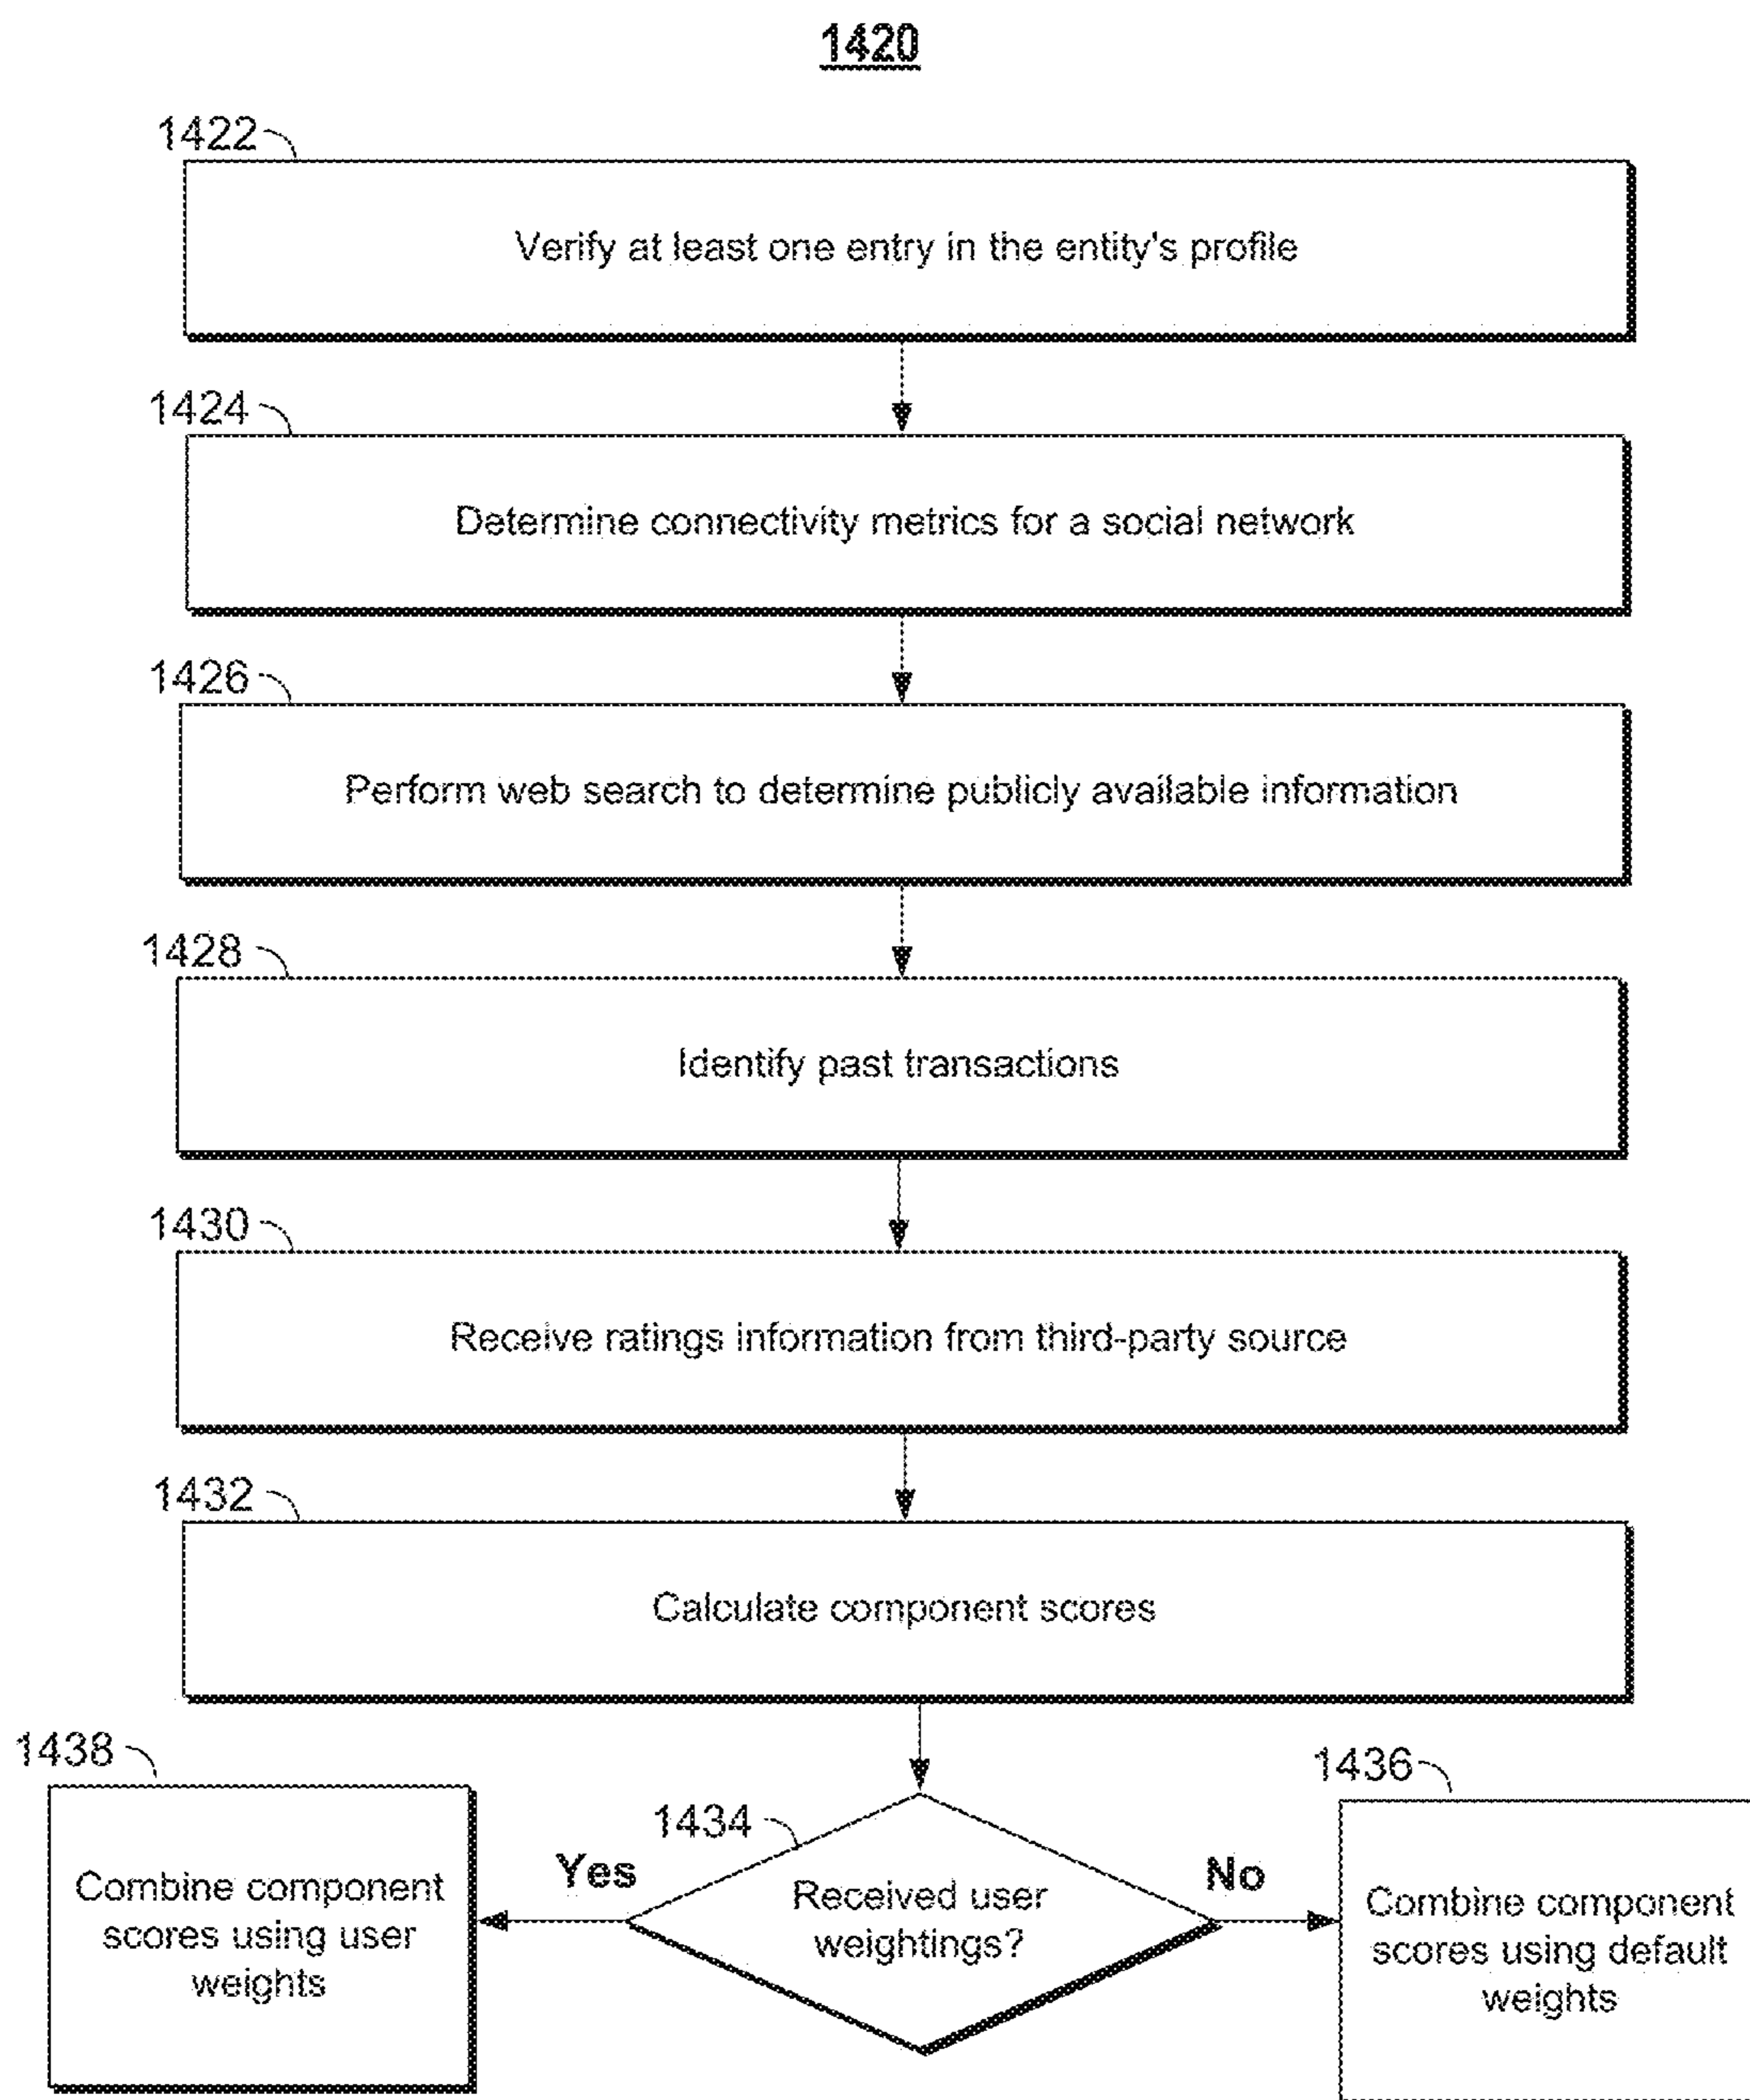 1420
1422
Verify at least one entry in the entity's profile
1424
Determine connectivity metrics for a social network
1426
Perform web search to determine publicly available information
1428
Identify past transactions
1430
Receive ratings information from third-party source
1432
Calculate component scores
1438
Combine component
scores using user
weights
Yes
1434
Received user
weightings?
No
1436
Combine component
scores using default
weights